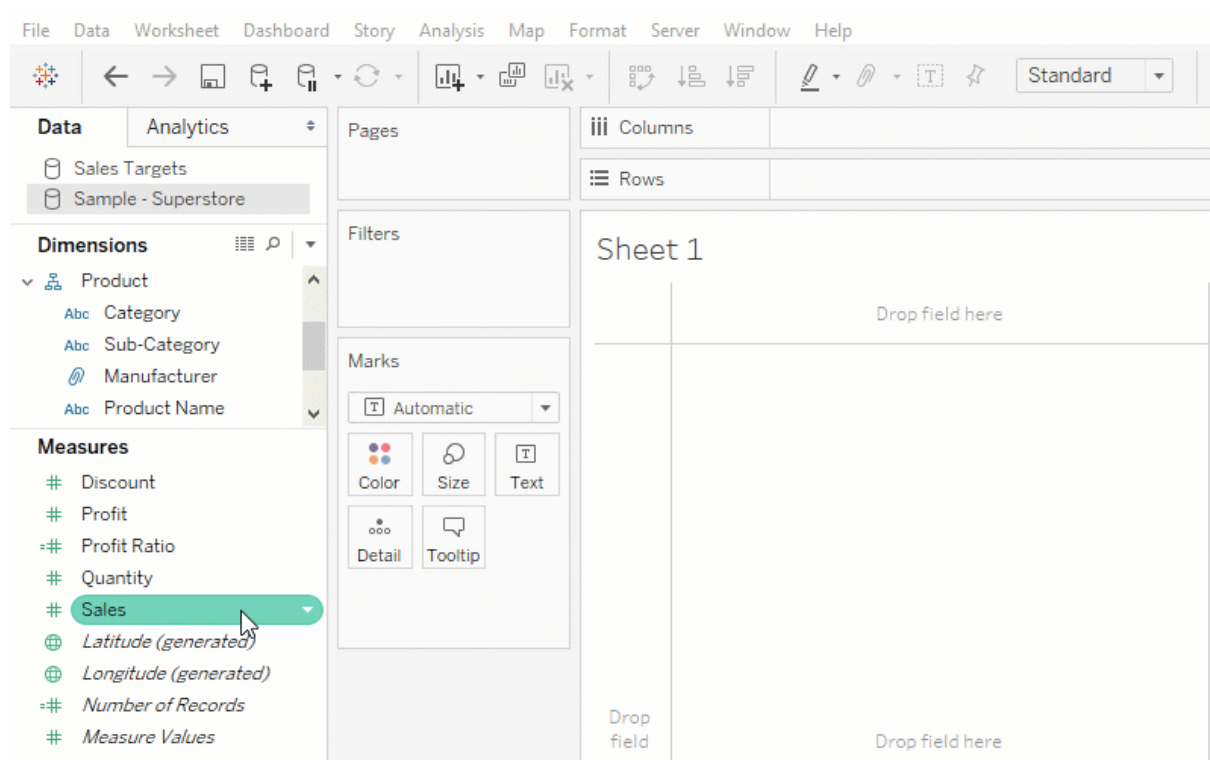 File Data Worksheet Dashboard Story Analysis Map Format Server Window Help
Standard
Data Analytics
Sales Targets
Sample - Superstore
Dimensions
Product
Abc Category
Abc Sub-Category
Manufacturer
Abc Product Name
Measures
Discount
Profit
Profit Ratio
Quantity
Sales
Latitude (generated)
Longitude (generated)
Number of Records
Measure Values
Pages
Filters
Marks
Automatic
Color Size Text
Detail Tooltip
Columns
Rows
Sheet 1
Drop field here
Drop
field
Drop field here